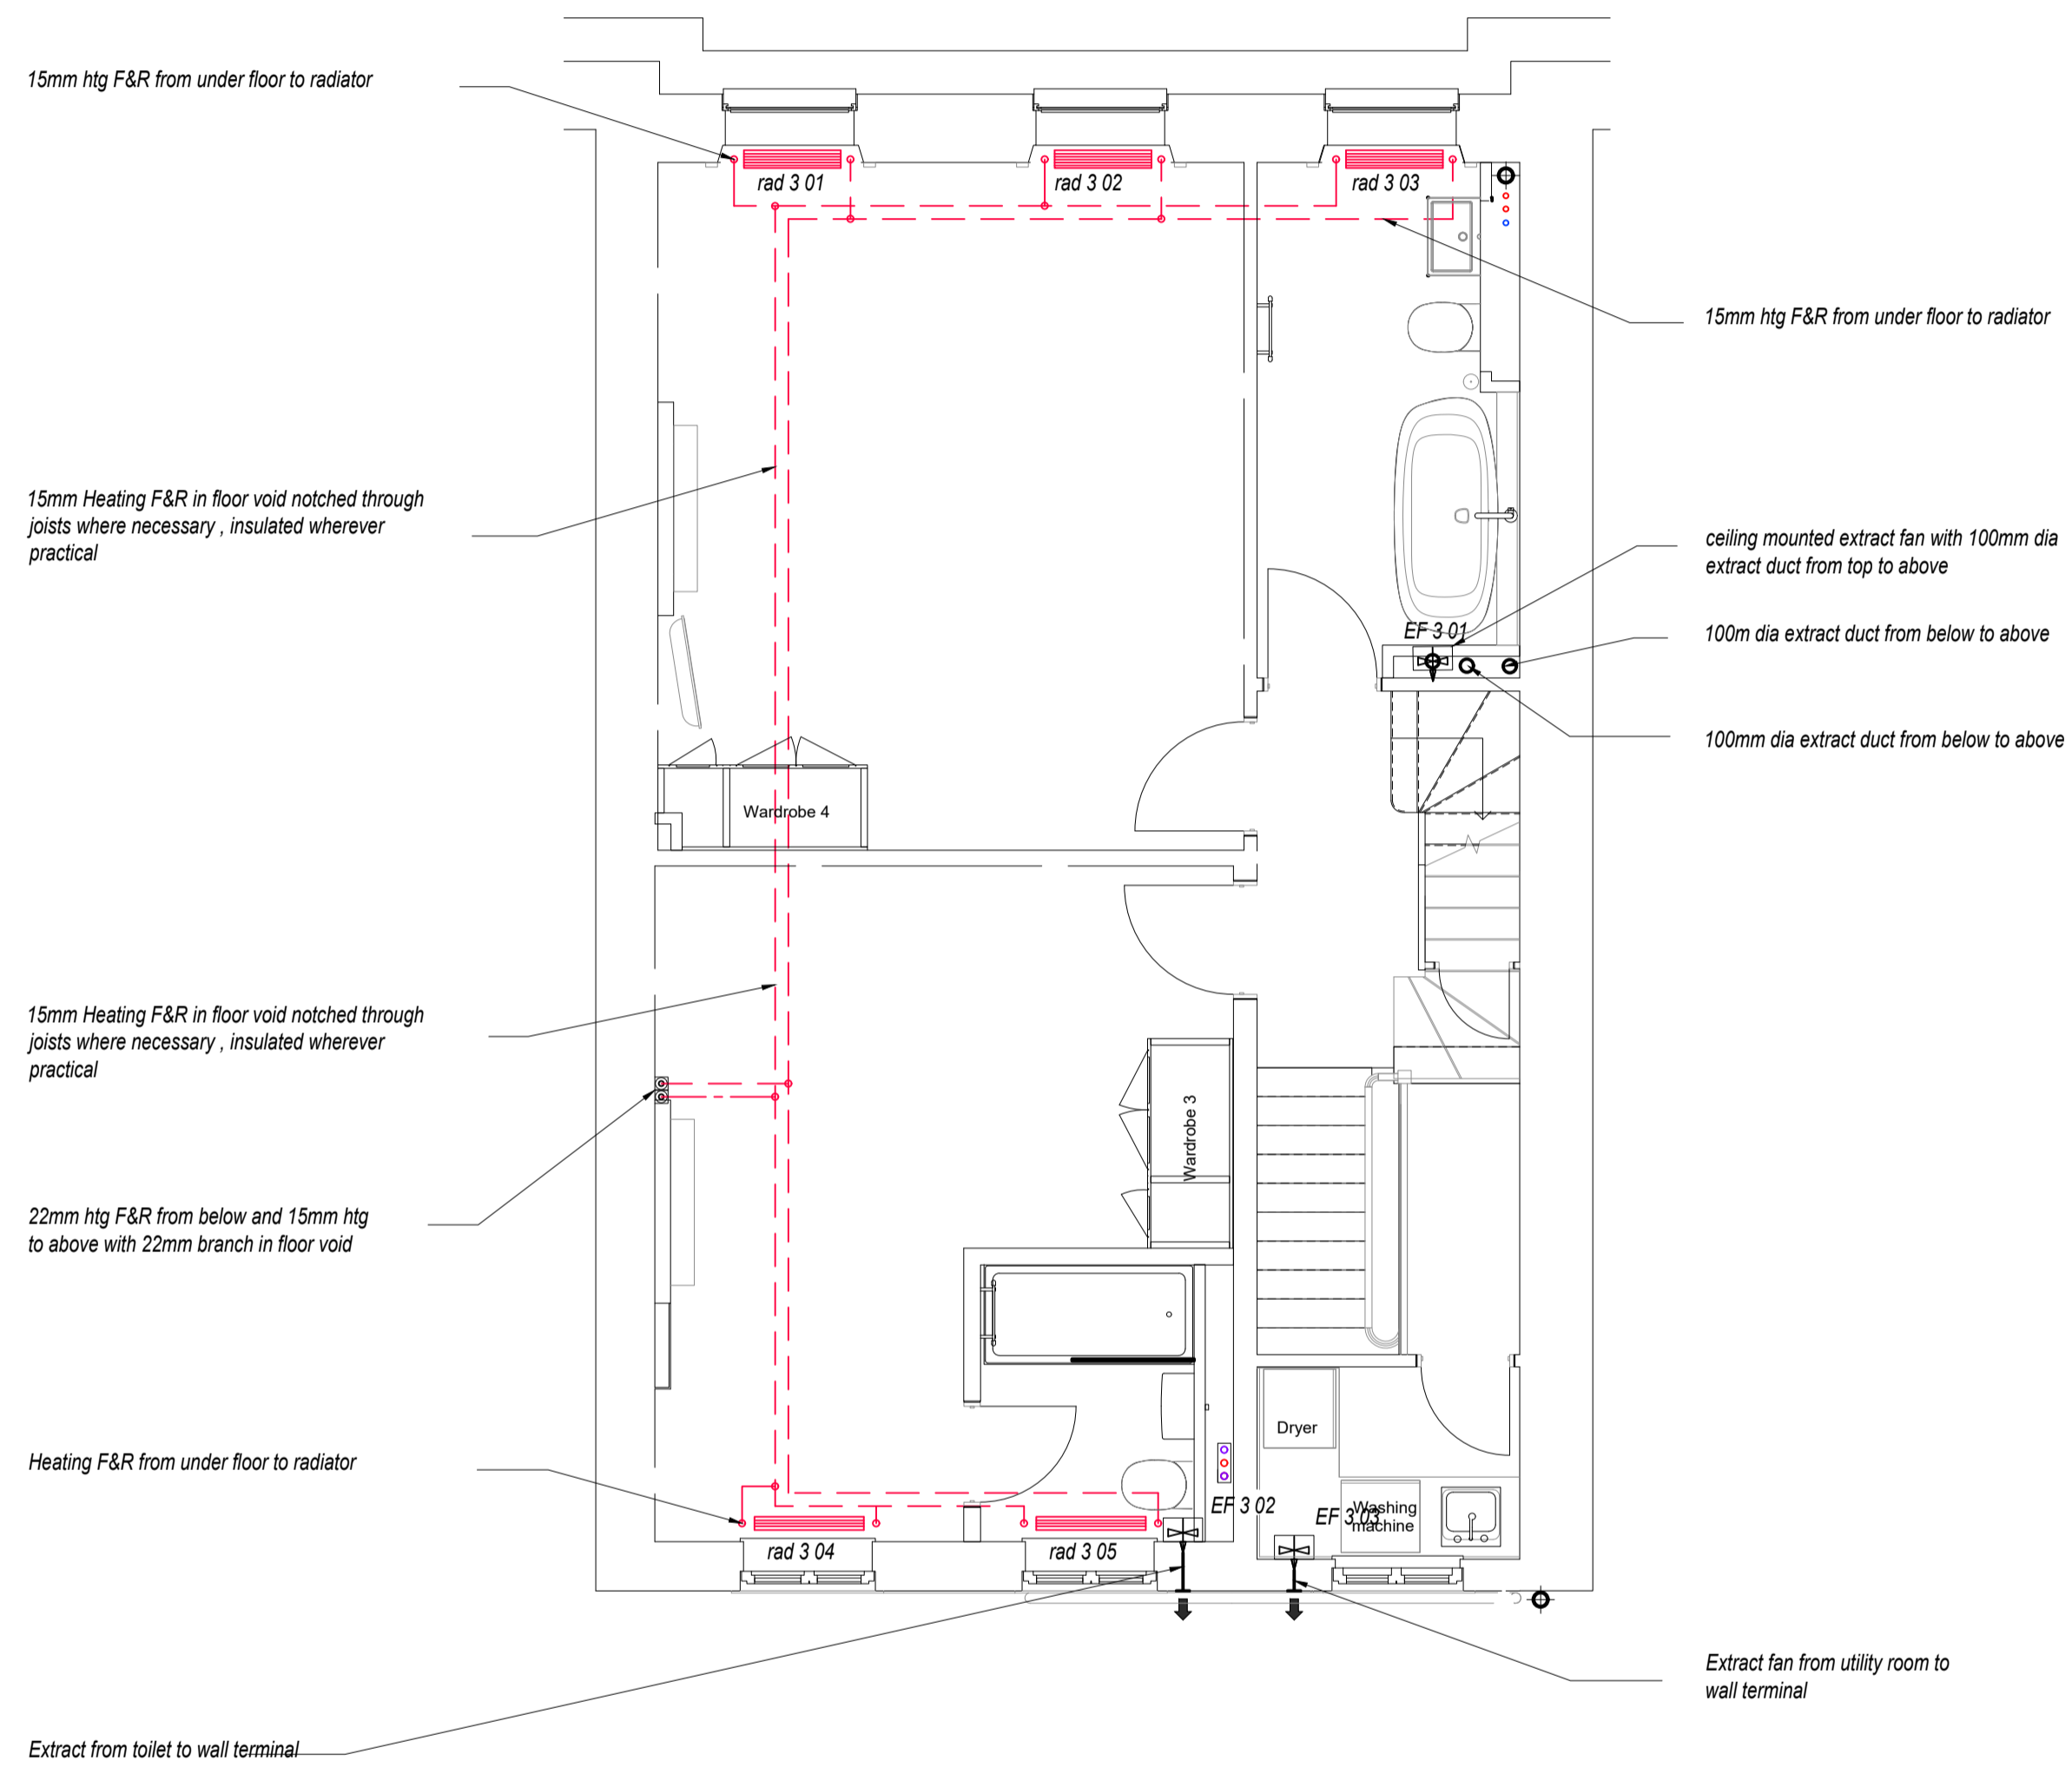 15mm htg F&R from under floor to radiator
rad 3 01
rad 3 02
rad 3 03
15mm htg F&R from under floor to radiator
15mm Heating F&R in floor void notched through
joists where necessary , insulated wherever
practical
ceiling mounted extract fan with 100mm dia
extract duct from top to above
EF 3 01
100m dia extract duct from below to above
100mm dia extract duct from below to above
Wardrobe 4
15mm Heating F&R in floor void notched through
joists where necessary , insulated wherever
practical
Wardrobe 3
22mm htg F&R from below and 15mm htg
to above with 22mm branch in floor void
Dryer
Heating F&R from under floor to radiator
EF 3 02
EF 3 03
Washing
machine
rad 3 04
rad 3 05
Extract fan from utility room to
wall terminal
Extract from toilet to wall terminal